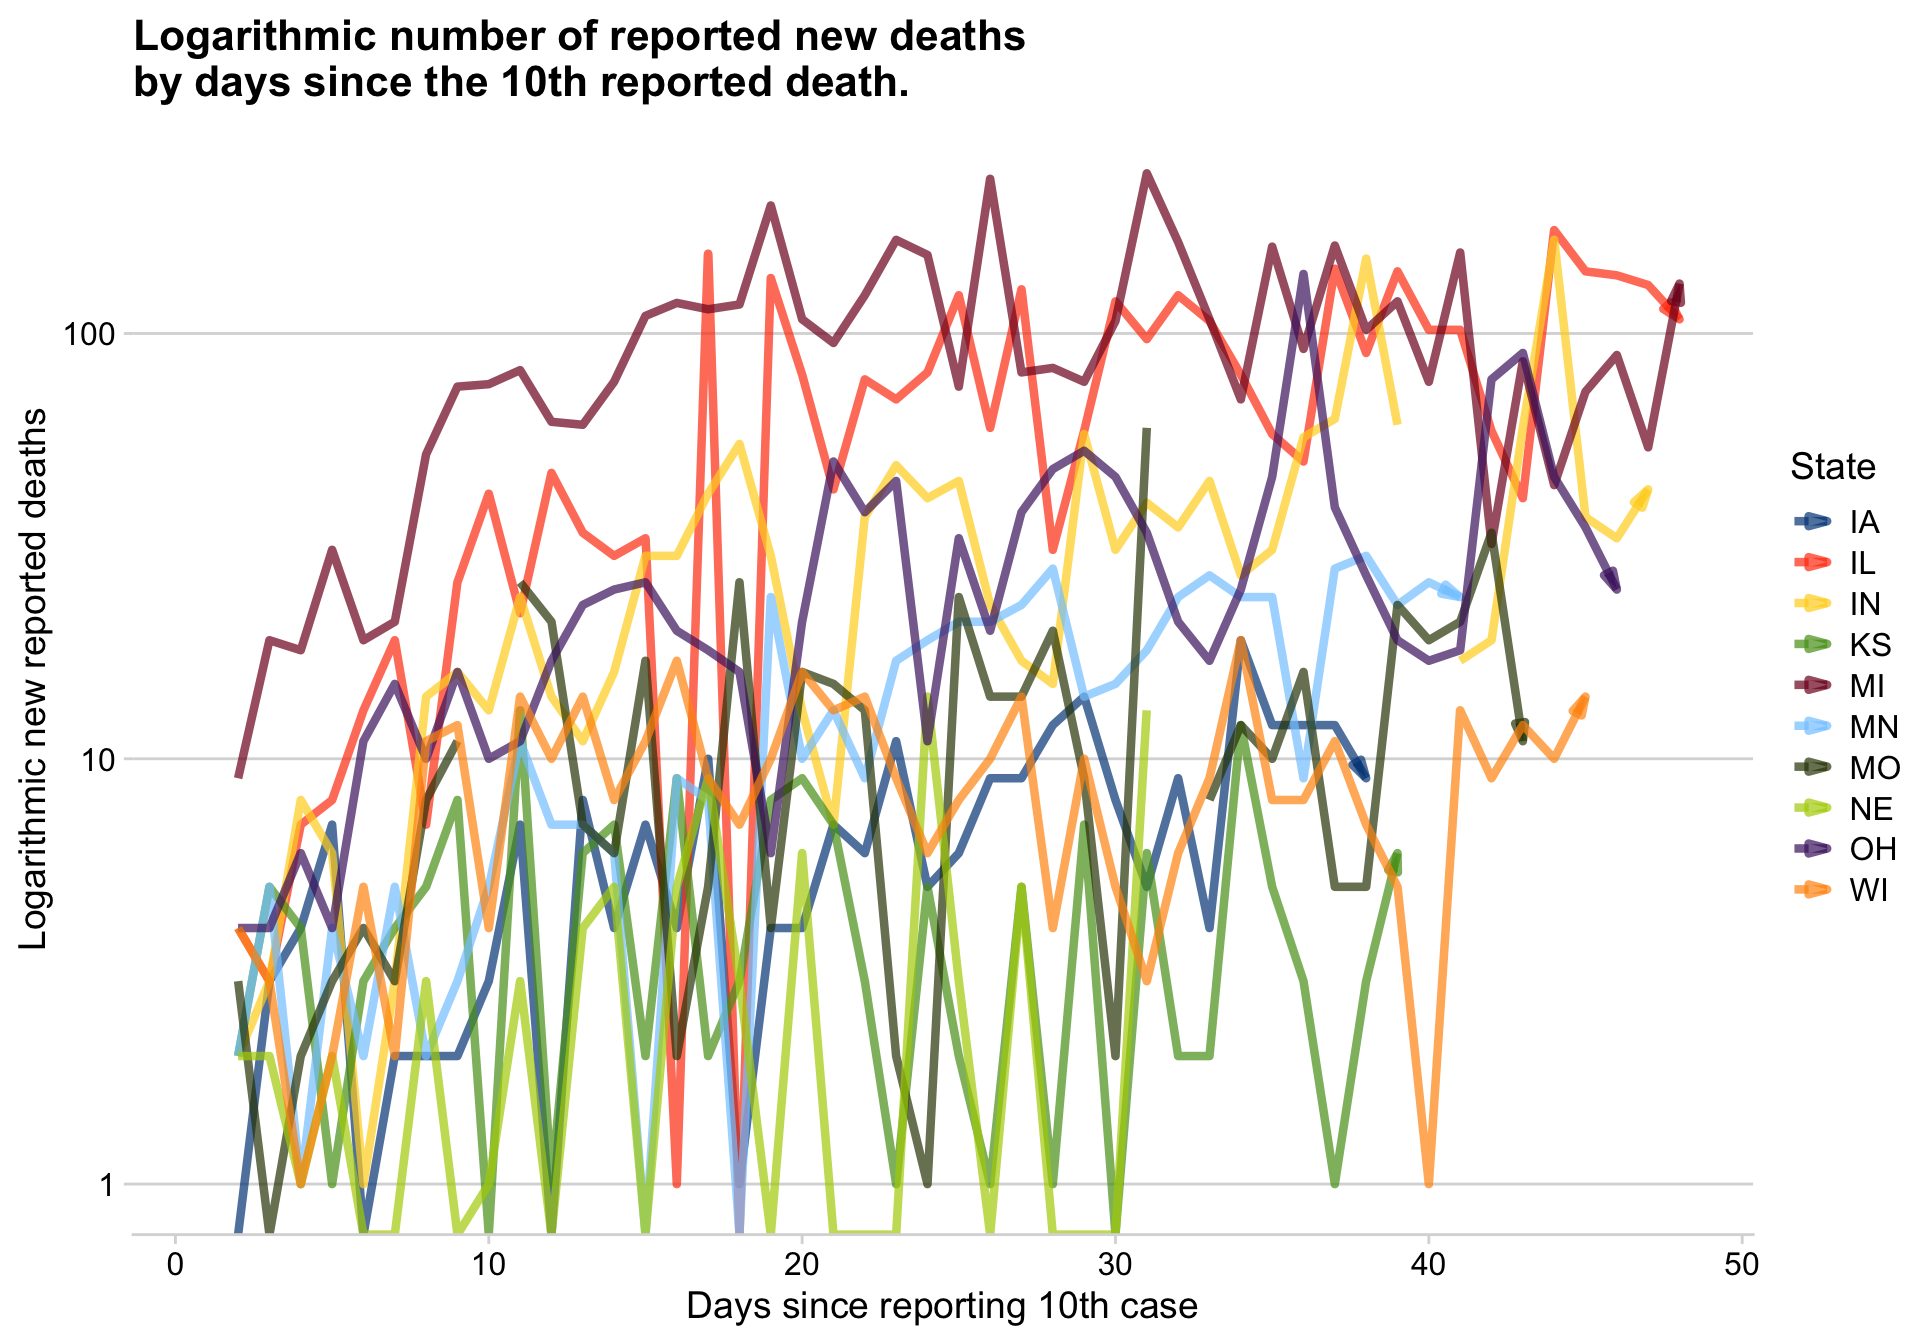 Logarithmic number of reported new deaths
by days since the 10th reported death.
Logarithmic new reported deaths
100
10
1
0
10
20
30
40
50
Days since reporting 10th case
State
IA
IL
IN
KS
MI
MN
MO
NE
OH
WI